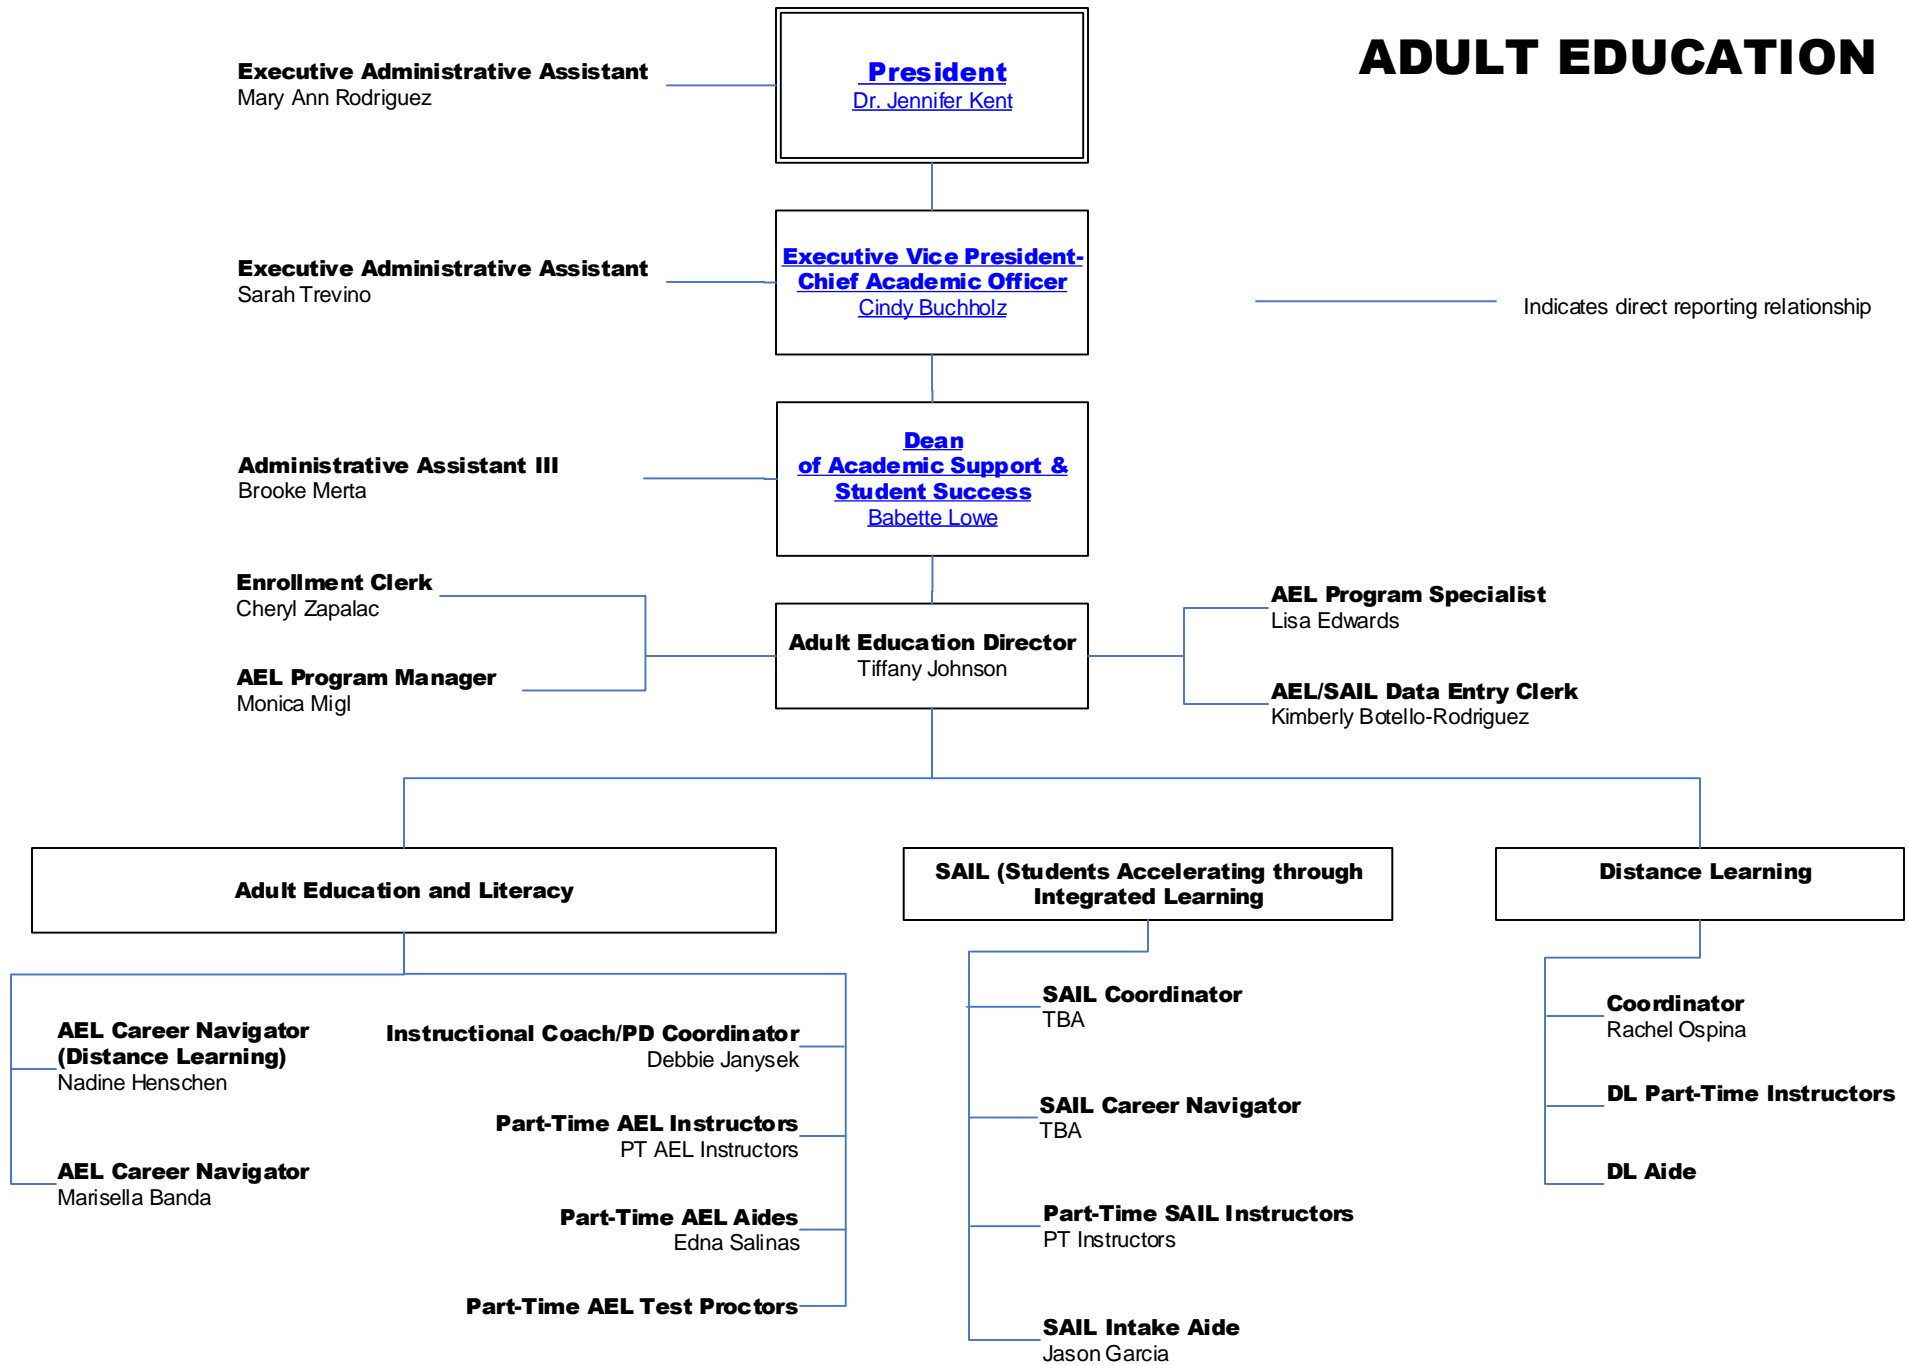 ADULT EDUCATION
Executive Administrative Assistant
Mary Ann Rodriguez
President
Dr. Jennifer Kent
Executive Administrative Assistant
Sarah Trevino
Executive Vice President-
Chief Academic Officer
Cindy Buchholz
Indicates direct reporting relationship
Administrative Assistant III
Brooke Merta
Dean
of Academic Support &
Student Success
Babette Lowe
Enrollment Clerk
Cheryl Zapalac
AEL Program Manager
Monica Migl
Adult Education Director
Tiffany Johnson
AEL Program Specialist
Lisa Edwards
AEL/SAIL Data Entry Clerk
Kimberly Botello-Rodriguez
Adult Education and Literacy
AEL Career Navigator
(Distance Learning)
Nadine Henschen
AEL Career Navigator
Marisella Banda
Instructional Coach/PD Coordinator
Debbie Janysek
Part-Time AEL Instructors
PT AEL Instructors
Part-Time AEL Aides
Edna Salinas
Part-Time AEL Test Proctors
SAIL (Students Accelerating through
Integrated Learning
SAIL Coordinator
TBA
SAIL Career Navigator
TBA
Part-Time SAIL Instructors
PT Instructors
SAIL Intake Aide
Jason Garcia
Distance Learning
Coordinator
Rachel Ospina
DL Part-Time Instructors
DL Aide